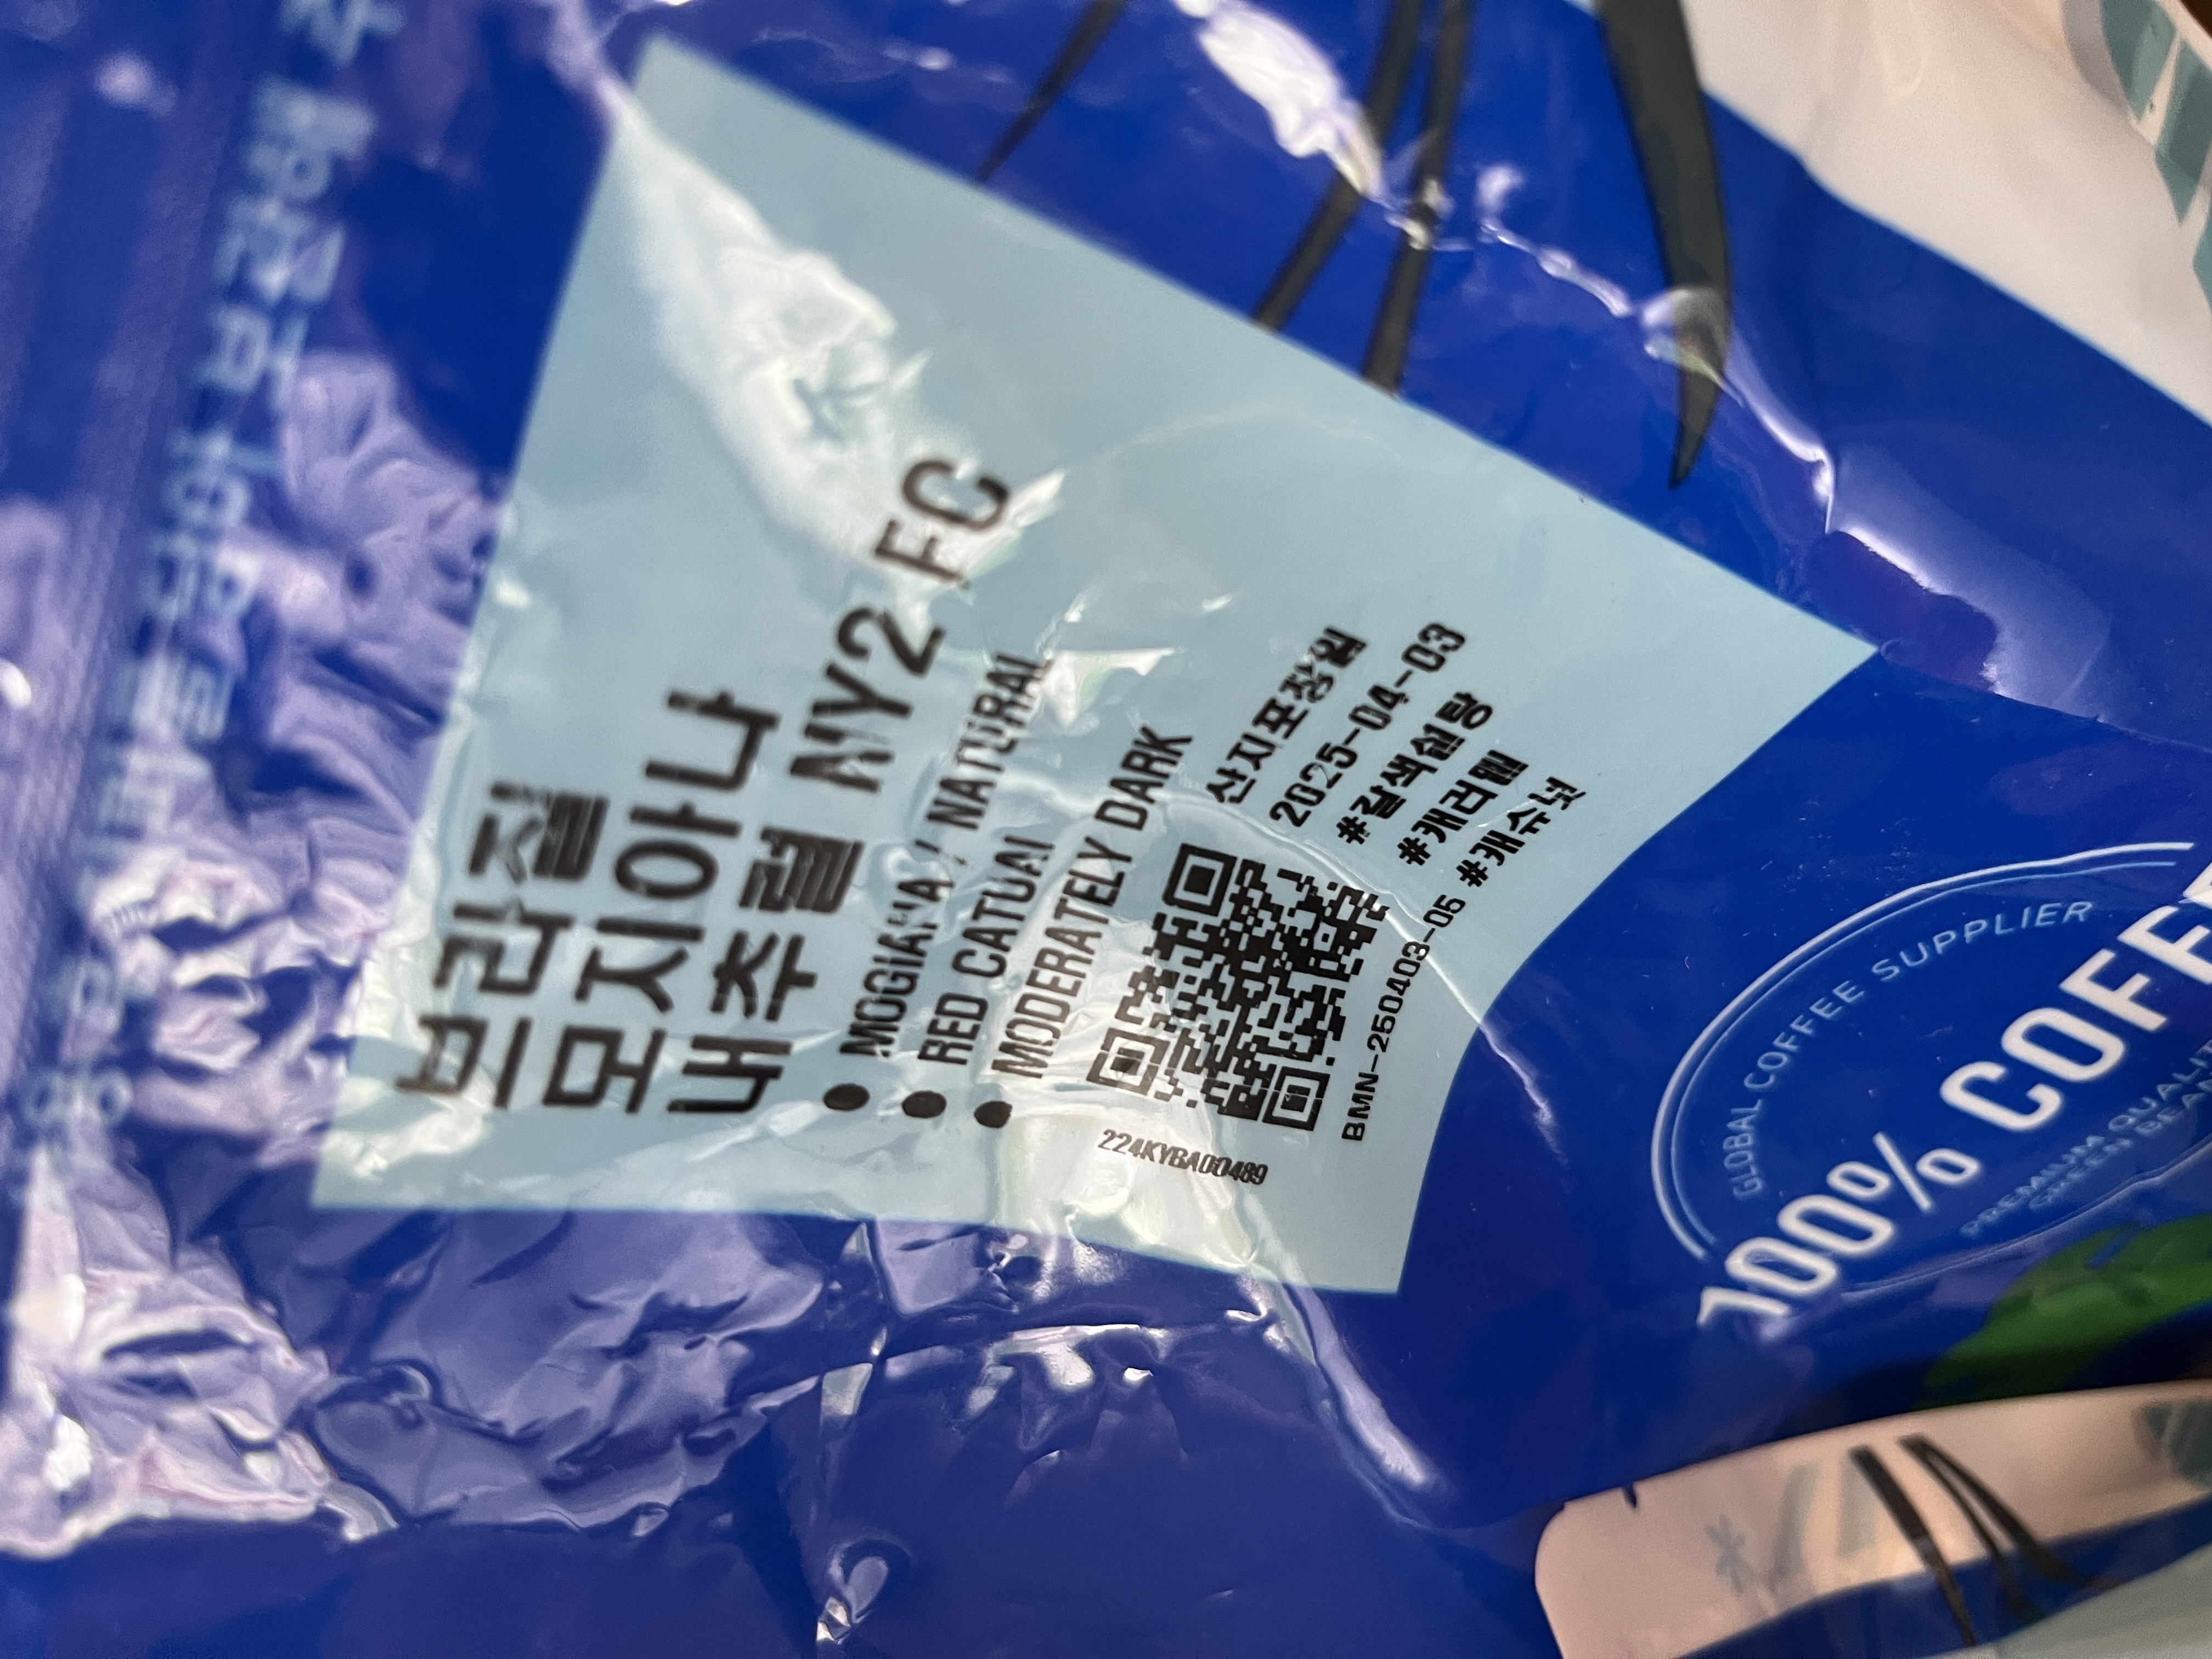 브라질
모지아나
내추럴 NY2 FC
• MOGIANA / NATURAL
• RED CATUAI
• MODERATELY DARK
산지포장일
2025-04-03
#갈색설탕
#캐러멜
#캐슈넛
BMN-250403-05
224KYBA00489
GLOBAL COFFEE SUPPLIER
100%
PREMIUM
GREEN